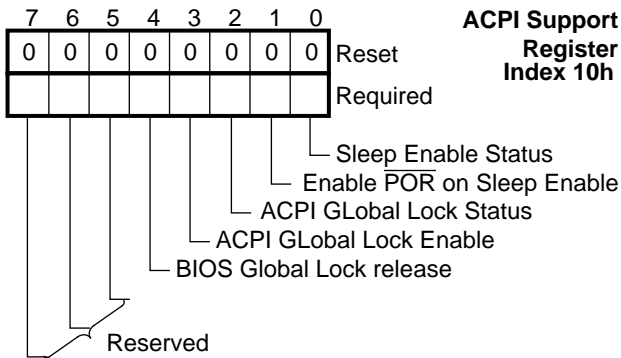 7 6 5 4 3 2 1 0
ACPI Support
Register
Index 10h
0 0 0 0 0 0 0 0 Reset
Required
Sleep Enable Status
Enable POR on Sleep Enable
ACPI GLobal Lock Status
ACPI GLobal Lock Enable
BIOS Global Lock release
Reserved